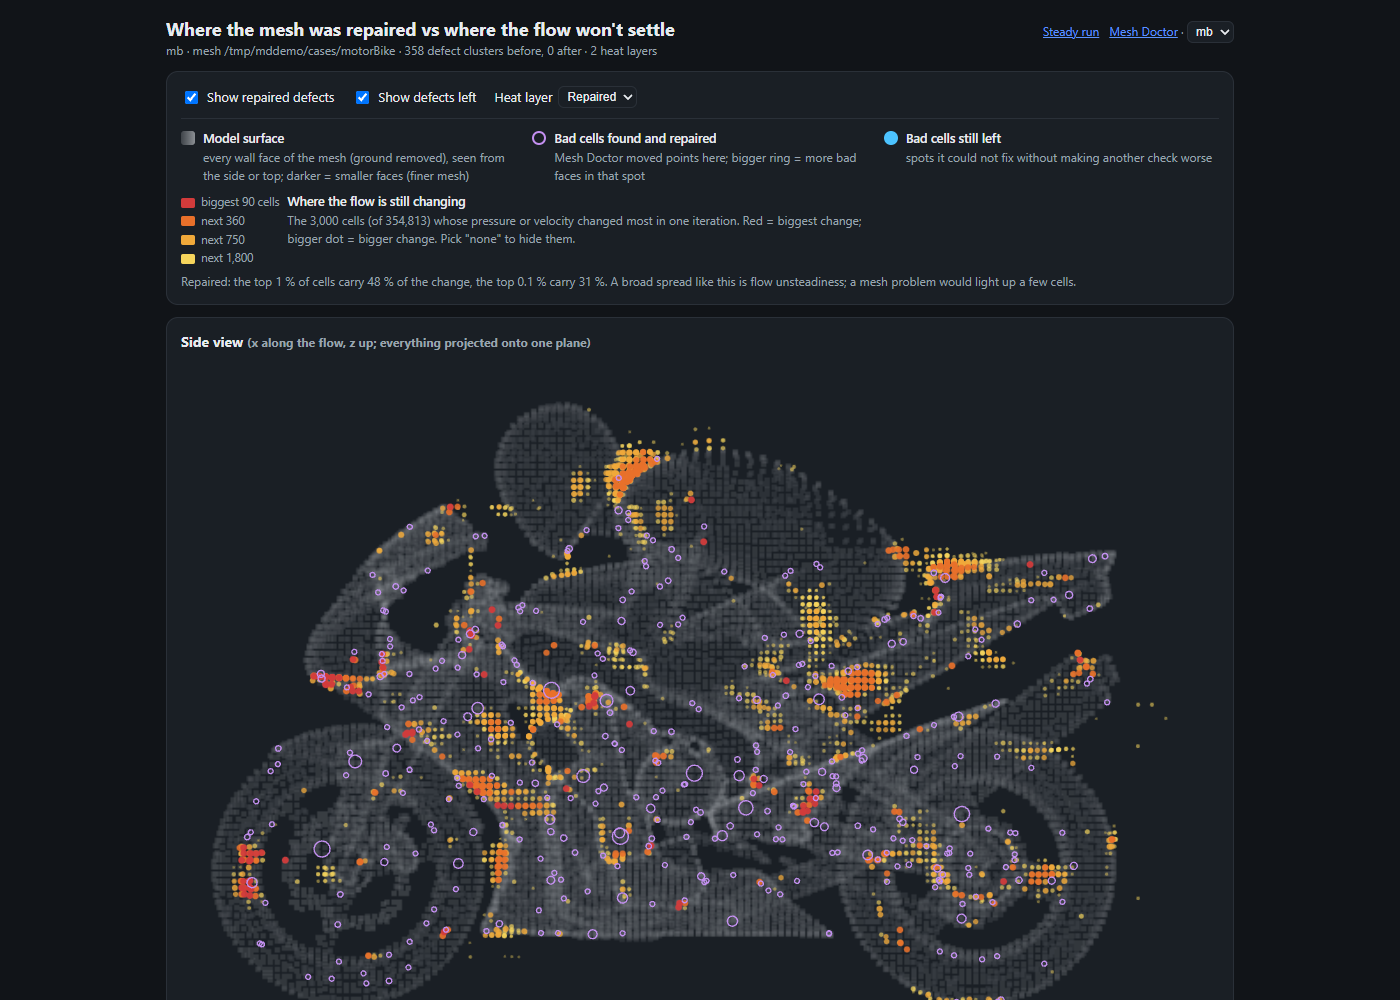 Where the mesh was repaired vs where the flow won't settle
Steady run Mesh Doctor · mb
mb · mesh /tmp/mddemo/cases/motorBike · 358 defect clusters before, 0 after · 2 heat layers
Show repaired defects Show defects left Heat layer Repaired
Model surface
every wall face of the mesh (ground removed), seen from
the side or top; darker = smaller faces (finer mesh)
Bad cells found and repaired
Mesh Doctor moved points here; bigger ring = more bad
faces in that spot
Bad cells still left
spots it could not fix without making another check worse
biggest 90 cells
next 360
next 750
next 1,800
Where the flow is still changing
The 3,000 cells (of 354,813) whose pressure or velocity changed most in one iteration. Red = biggest change;
bigger dot = bigger change. Pick "none" to hide them.
Repaired: the top 1 % of cells carry 48 % of the change, the top 0.1 % carry 31 %. A broad spread like this is flow unsteadiness; a mesh problem would light up a few cells.
Side view (x along the flow, z up; everything projected onto one plane)